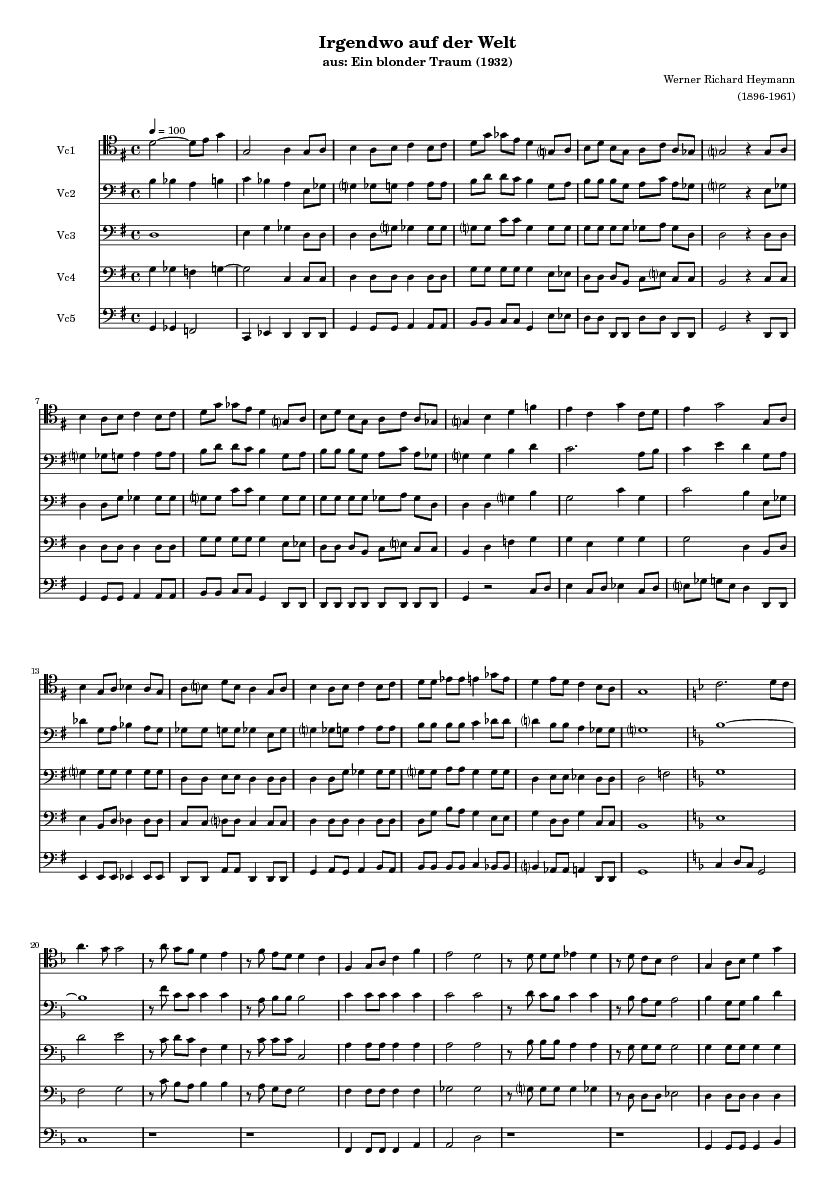 Irgendwo auf der Welt
aus: Ein blonder Traum (1932)
Werner Richard Heymann
(1896-1961)
= 100
Vc1
Vc2
Vc3
Vc4
Vc5
7
13
20